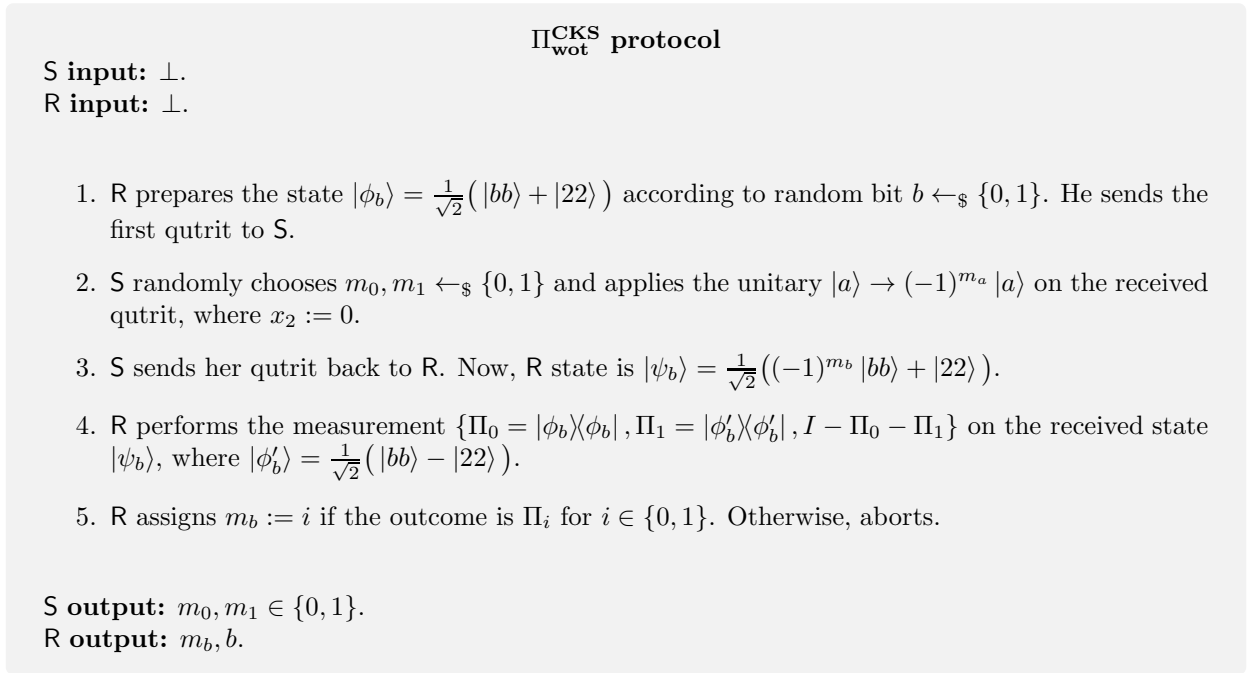 Π^CKS_wot protocol
S input: ⊥.
R input: ⊥.
1. R prepares the state |ϕ_b⟩ = 1/√2 (|bb⟩ + |22⟩) according to random bit b ←_$ {0, 1}. He sends the
first qutrit to S.
2. S randomly chooses m_0, m_1 ←_$ {0, 1} and applies the unitary |a⟩ → (−1)^{m_a} |a⟩ on the received
qutrit, where x_2 := 0.
3. S sends her qutrit back to R. Now, R state is |ψ_b⟩ = 1/√2 ((−1)^{m_b} |bb⟩ + |22⟩).
4. R performs the measurement {Π_0 = |ϕ_b⟩⟨ϕ_b| , Π_1 = |ϕ′_b⟩⟨ϕ′_b| , I − Π_0 − Π_1} on the received state
|ψ_b⟩, where |ϕ′_b⟩ = 1/√2 (|bb⟩ − |22⟩).
5. R assigns m_b := i if the outcome is Π_i for i ∈ {0, 1}. Otherwise, aborts.
S output: m_0, m_1 ∈ {0, 1}.
R output: m_b, b.